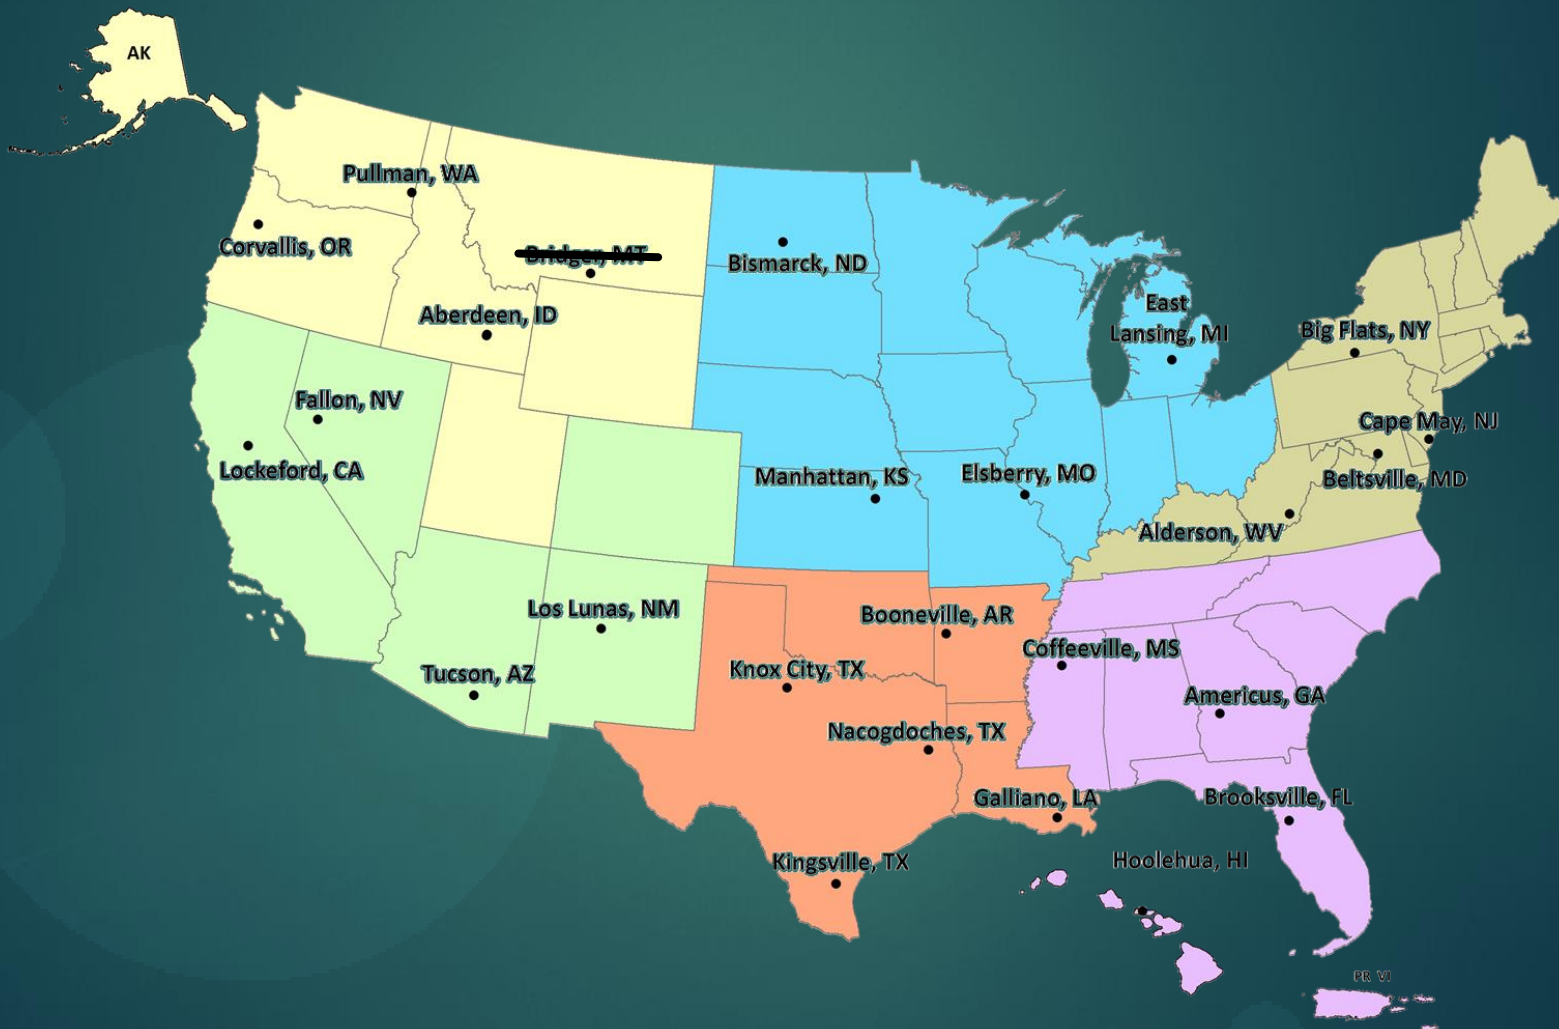 AK
Pullman, WA
Corvallis, OR
Bridger, MT
Bismarck, ND
Aberdeen, ID
East
Lansing, MI
Big Flats, NY
Fallon, NV
Cape May, NJ
Lockeford, CA
Manhattan, KS
Elsberry, MO
Beltsville, MD
Alderson, WV
Los Lunas, NM
Booneville, AR
Coffeeville, MS
Tucson, AZ
Knox City, TX
Americus, GA
Nacogdoches, TX
Galliano, LA
Brooksville, FL
Kingsville, TX
Hoolehua, HI
PR VI